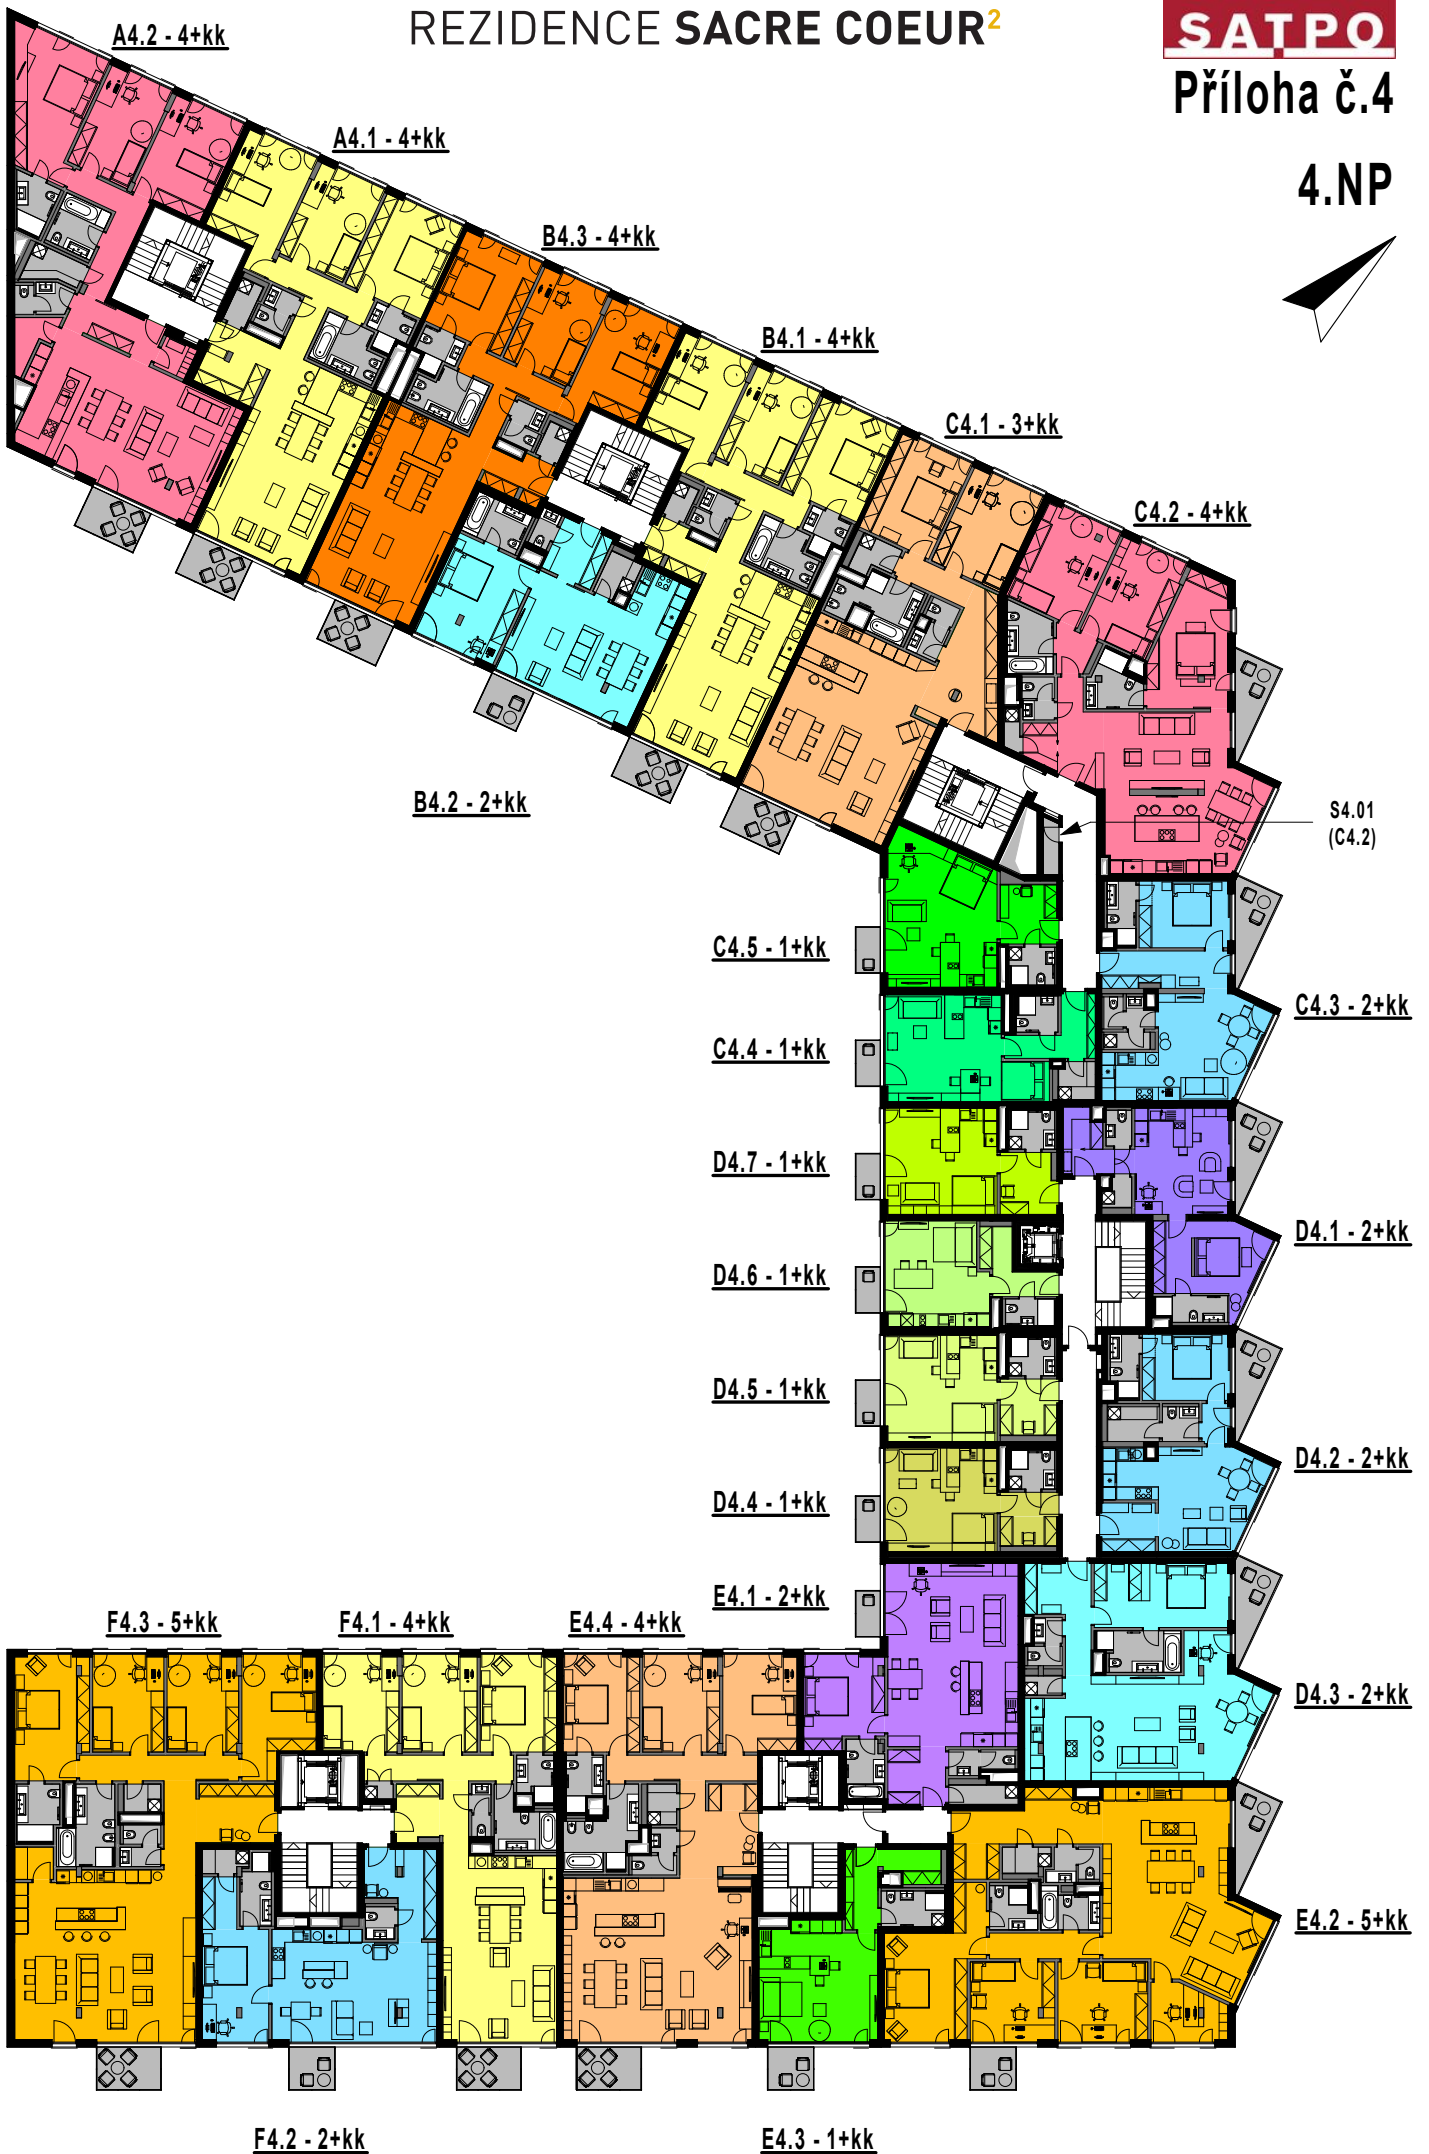 REZIDENCE SACRE COEUR²
SATPO
Příloha č.4
4.NP
A4.2 - 4+kk
A4.1 - 4+kk
B4.3 - 4+kk
B4.1 - 4+kk
C4.1 - 3+kk
C4.2 - 4+kk
B4.2 - 2+kk
S4.01
(C4.2)
C4.5 - 1+kk
C4.3 - 2+kk
C4.4 - 1+kk
D4.7 - 1+kk
D4.1 - 2+kk
D4.6 - 1+kk
D4.5 - 1+kk
D4.2 - 2+kk
D4.4 - 1+kk
E4.1 - 2+kk
F4.3 - 5+kk
F4.1 - 4+kk
E4.4 - 4+kk
D4.3 - 2+kk
E4.2 - 5+kk
F4.2 - 2+kk
E4.3 - 1+kk